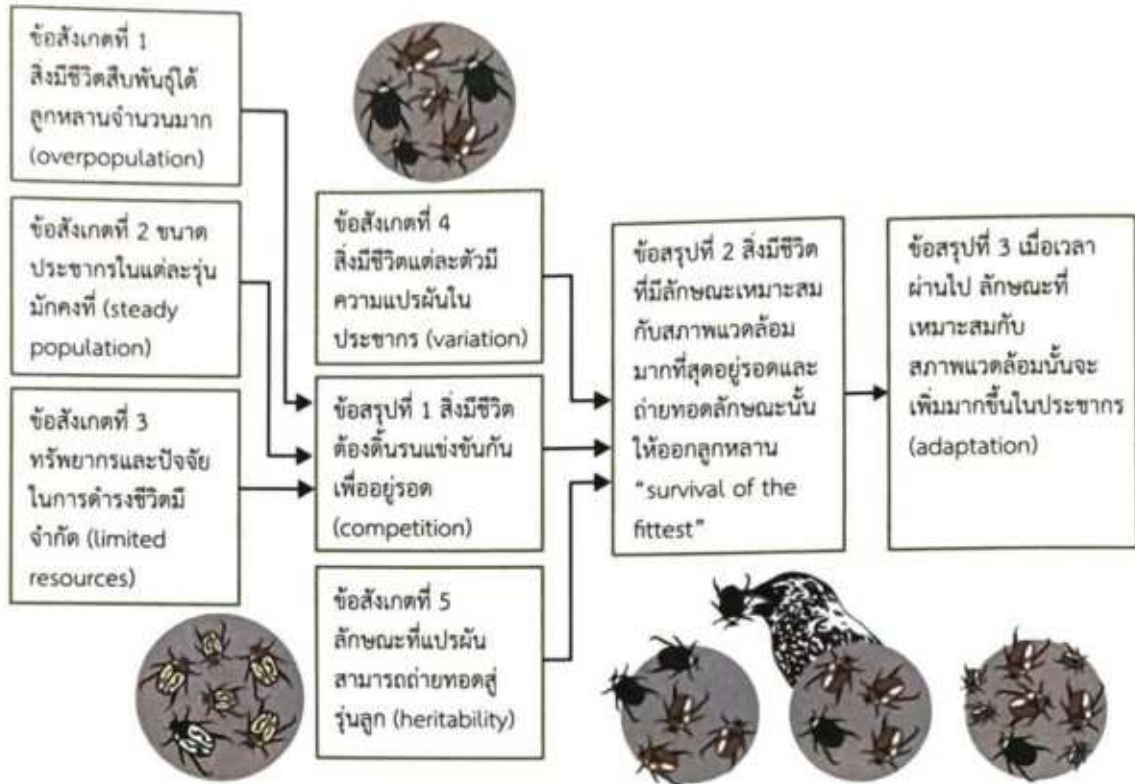 ข้อสังเกตที่ 1
สิ่งมีชีวิตสืบพันธุ์ได้
ลูกหลานจำนวนมาก
(overpopulation)
ข้อสังเกตที่ 2 ขนาด
ประชากรในแต่ละรุ่น
มักคงที่ (steady
population)
ข้อสังเกตที่ 3
ทรัพยากรและปัจจัย
ในการดำรงชีวิตมี
จำกัด (limited
resources)
ข้อสังเกตที่ 4
สิ่งมีชีวิตแต่ละตัวมี
ความแปรผันใน
ประชากร (variation)
ข้อสรุปที่ 1 สิ่งมีชีวิต
ต้องดิ้นรนแข่งขันกัน
เพื่ออยู่รอด
(competition)
ข้อสังเกตที่ 5
ลักษณะที่แปรผัน
สามารถถ่ายทอดสู่
รุ่นลูก (heritability)
ข้อสรุปที่ 2 สิ่งมีชีวิต
ที่มีลักษณะเหมาะสม
กับสภาพแวดล้อม
มากที่สุดอยู่รอดและ
ถ่ายทอดลักษณะนั้น
ให้ออกลูกหลาน
“survival of the
fittest”
ข้อสรุปที่ 3 เมื่อเวลา
ผ่านไป ลักษณะที่
เหมาะสมกับ
สภาพแวดล้อมนั้นจะ
เพิ่มมากขึ้นในประชากร
(adaptation)